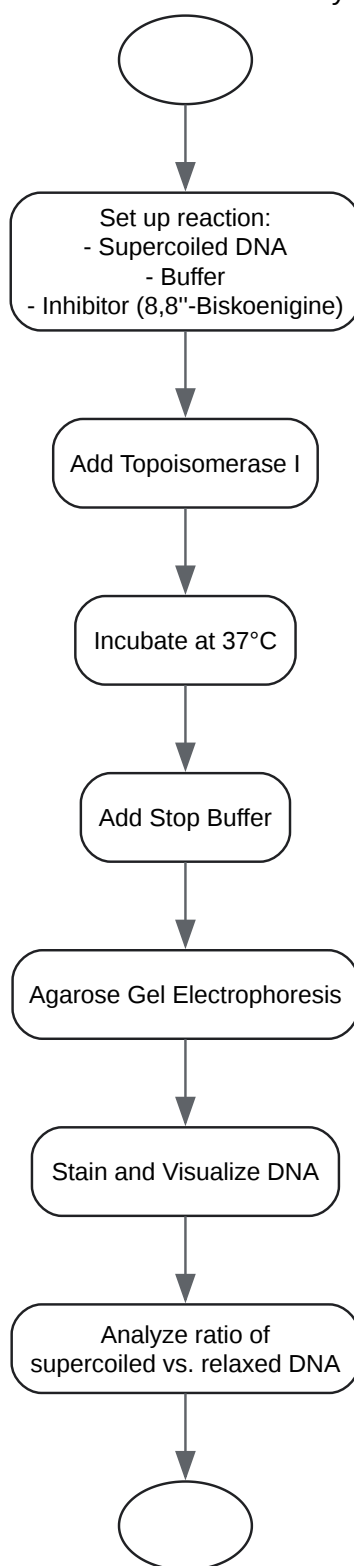 Set up reaction:
- Supercoiled DNA
- Buffer
- Inhibitor (8,8''-Biskoenigine)
Add Topoisomerase I
Incubate at 37°C
Add Stop Buffer
Agarose Gel Electrophoresis
Stain and Visualize DNA
Analyze ratio of
supercoiled vs. relaxed DNA